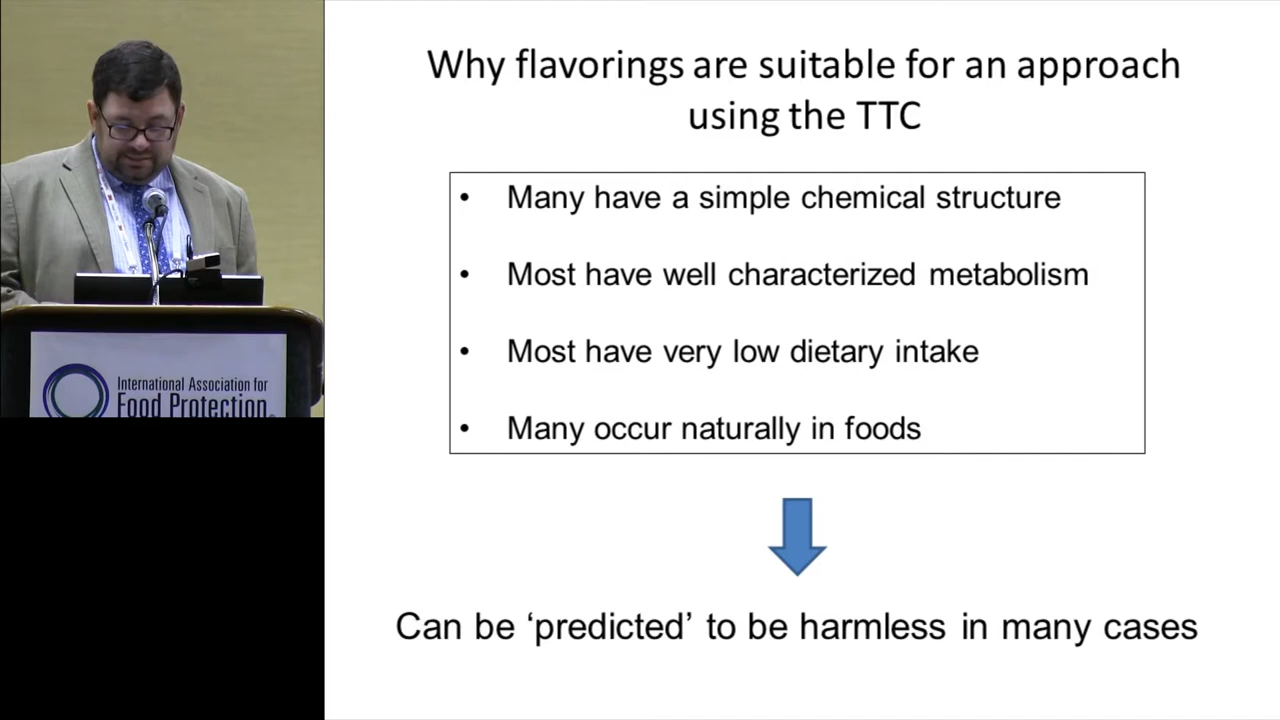 Why flavorings are suitable for an approach
using the TTC
• Many have a simple chemical structure
• Most have well characterized metabolism
• Most have very low dietary intake
• Many occur naturally in foods
Can be ‘predicted’ to be harmless in many cases
International Association for
Food Protection